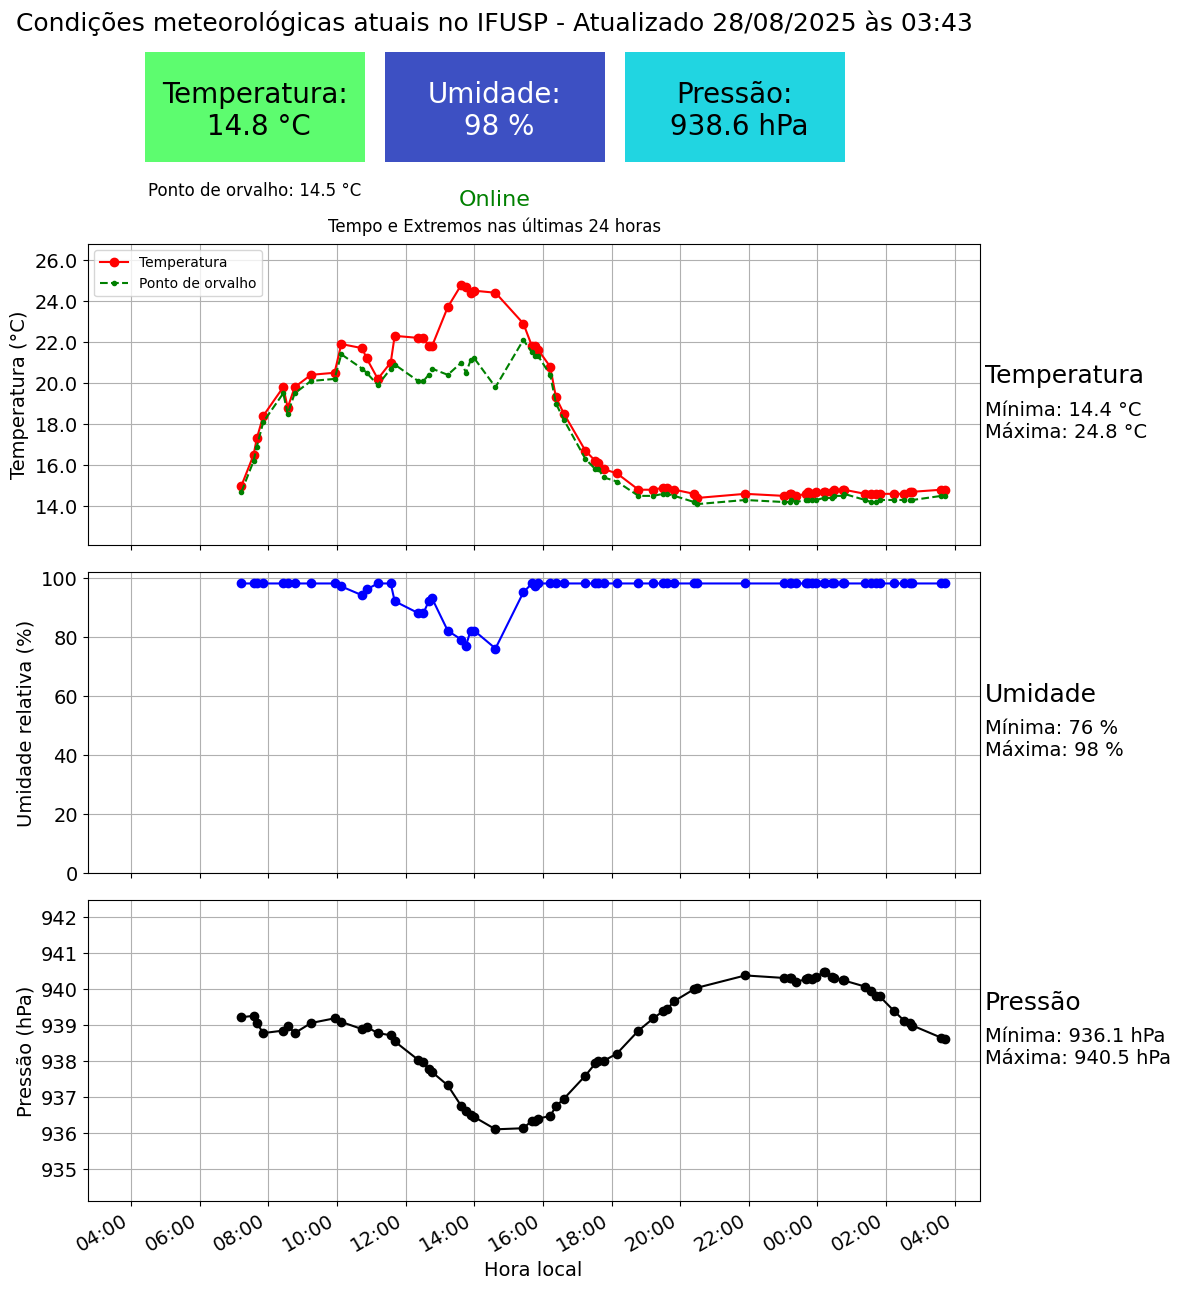 Condições meteorológicas atuais no IFUSP - Atualizado 28/08/2025 às 03:43
Temperatura:
14.8 °C
Umidade:
98 %
Pressão:
938.6 hPa
Ponto de orvalho: 14.5 °C
Online
Tempo e Extremos nas últimas 24 horas
Temperatura
Ponto de orvalho
Temperatura (°C)
26.0
24.0
22.0
20.0
18.0
16.0
14.0
Temperatura
Mínima: 14.4 °C
Máxima: 24.8 °C
Umidade relativa (%)
100
80
60
40
20
0
Umidade
Mínima: 76 %
Máxima: 98 %
Pressão (hPa)
942
941
940
939
938
937
936
935
Pressão
Mínima: 936.1 hPa
Máxima: 940.5 hPa
04:00
06:00
08:00
10:00
12:00
14:00
16:00
18:00
20:00
22:00
00:00
02:00
04:00
Hora local